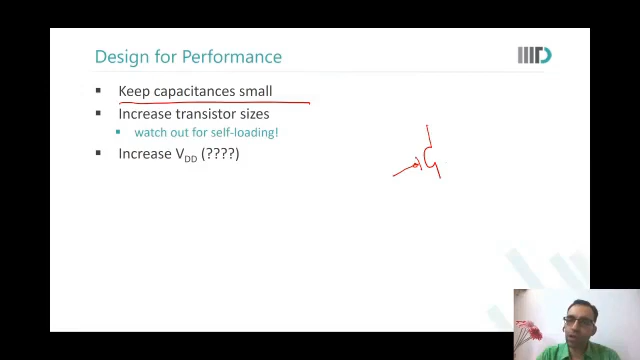 Design for Performance
Keep capacitances small
Increase transistor sizes
watch out for self-loading!
Increase VDD (????)